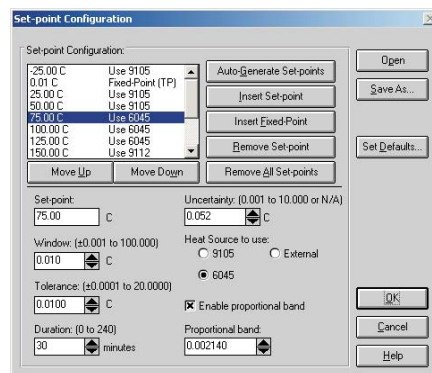 Set-point Configuration
Set-point Configuration:
-25.00 C Use 9105
0.01 C Fixed-Point (TP)
25.00 C Use 9105
50.00 C Use 9105
75.00 C Use 6045
100.00 C Use 6045
125.00 C Use 6045
150.00 C Use 9112
Move Up Move Down
Auto-Generate Set-points
Insert Set-point
Insert Fixed-Point
Remove Set-point
Remove All Set-points
Open
Save As...
Set Defaults...
Set-point:
75.00 C
Window: (±0.001 to 100.000)
0.010 C
Tolerance: (±0.0001 to 20.0000)
0.0100 C
Duration: (0 to 240)
30 minutes
Uncertainty: (0.001 to 10.000 or N/A)
0.052 C
Heat Source to use:
9105 External
6045
Enable proportional band
Proportional band:
0.002140
OK
Cancel
Help